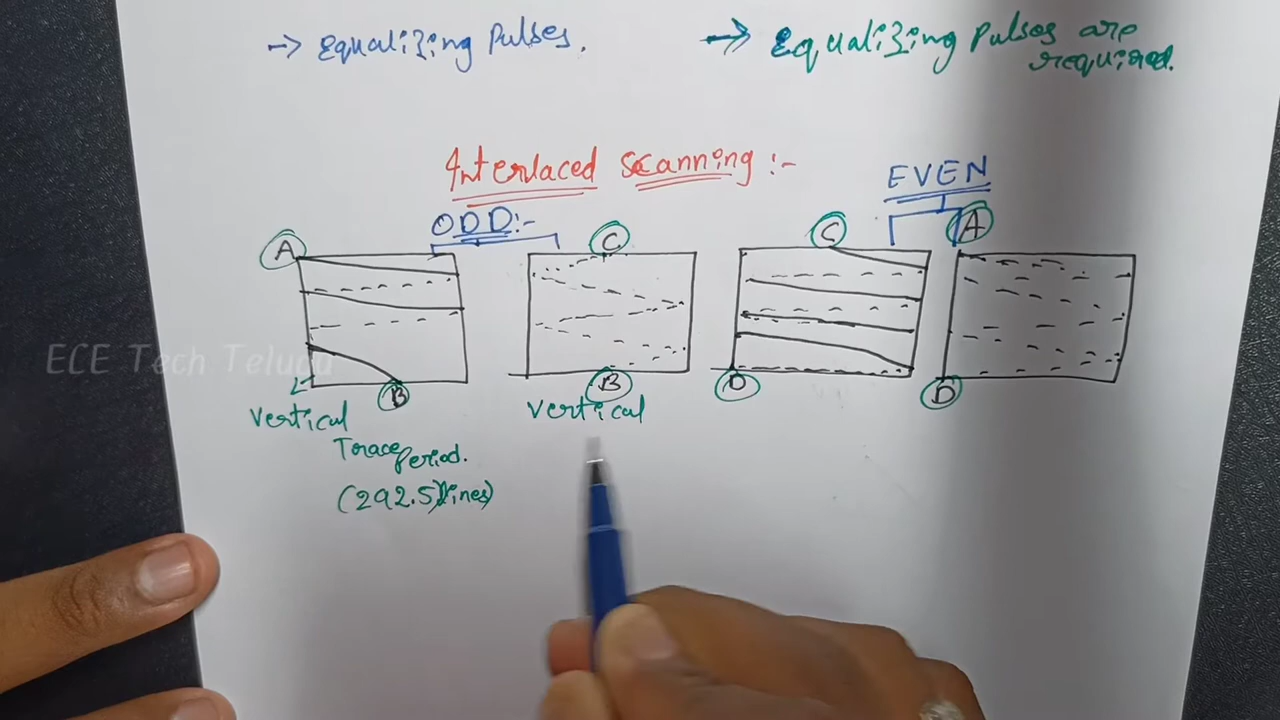 -> Equalizing Pulses.
-> Equalizing Pulses are
required.
Interlaced Scanning :-
EVEN
ODD:-
A
C
C
A
ECE Tech Telugu
B
B
D
D
Vertical
Trace Period.
(292.5)lines)
Vertical